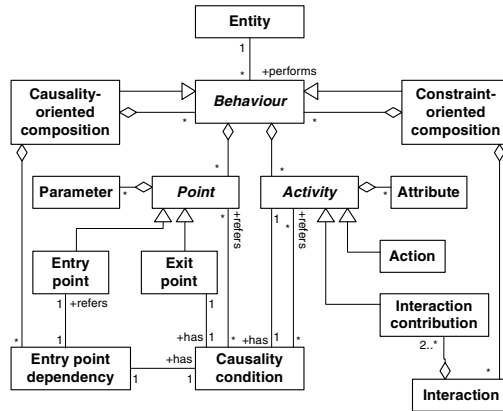 Entity
1
*
+performs
Causality-
oriented
composition
Behaviour
Constraint-
oriented
composition
*
*
*
*
Parameter
*
Point
Activity
*
Attribute
*
+refers
1
*
+refers
Entry
point
Exit
point
Action
Interaction
contribution
1
+refers
1
2..*
1
+has
1
*
+has
1
*
*
*
Entry point
dependency
+has
1
1
Causality
condition
Interaction